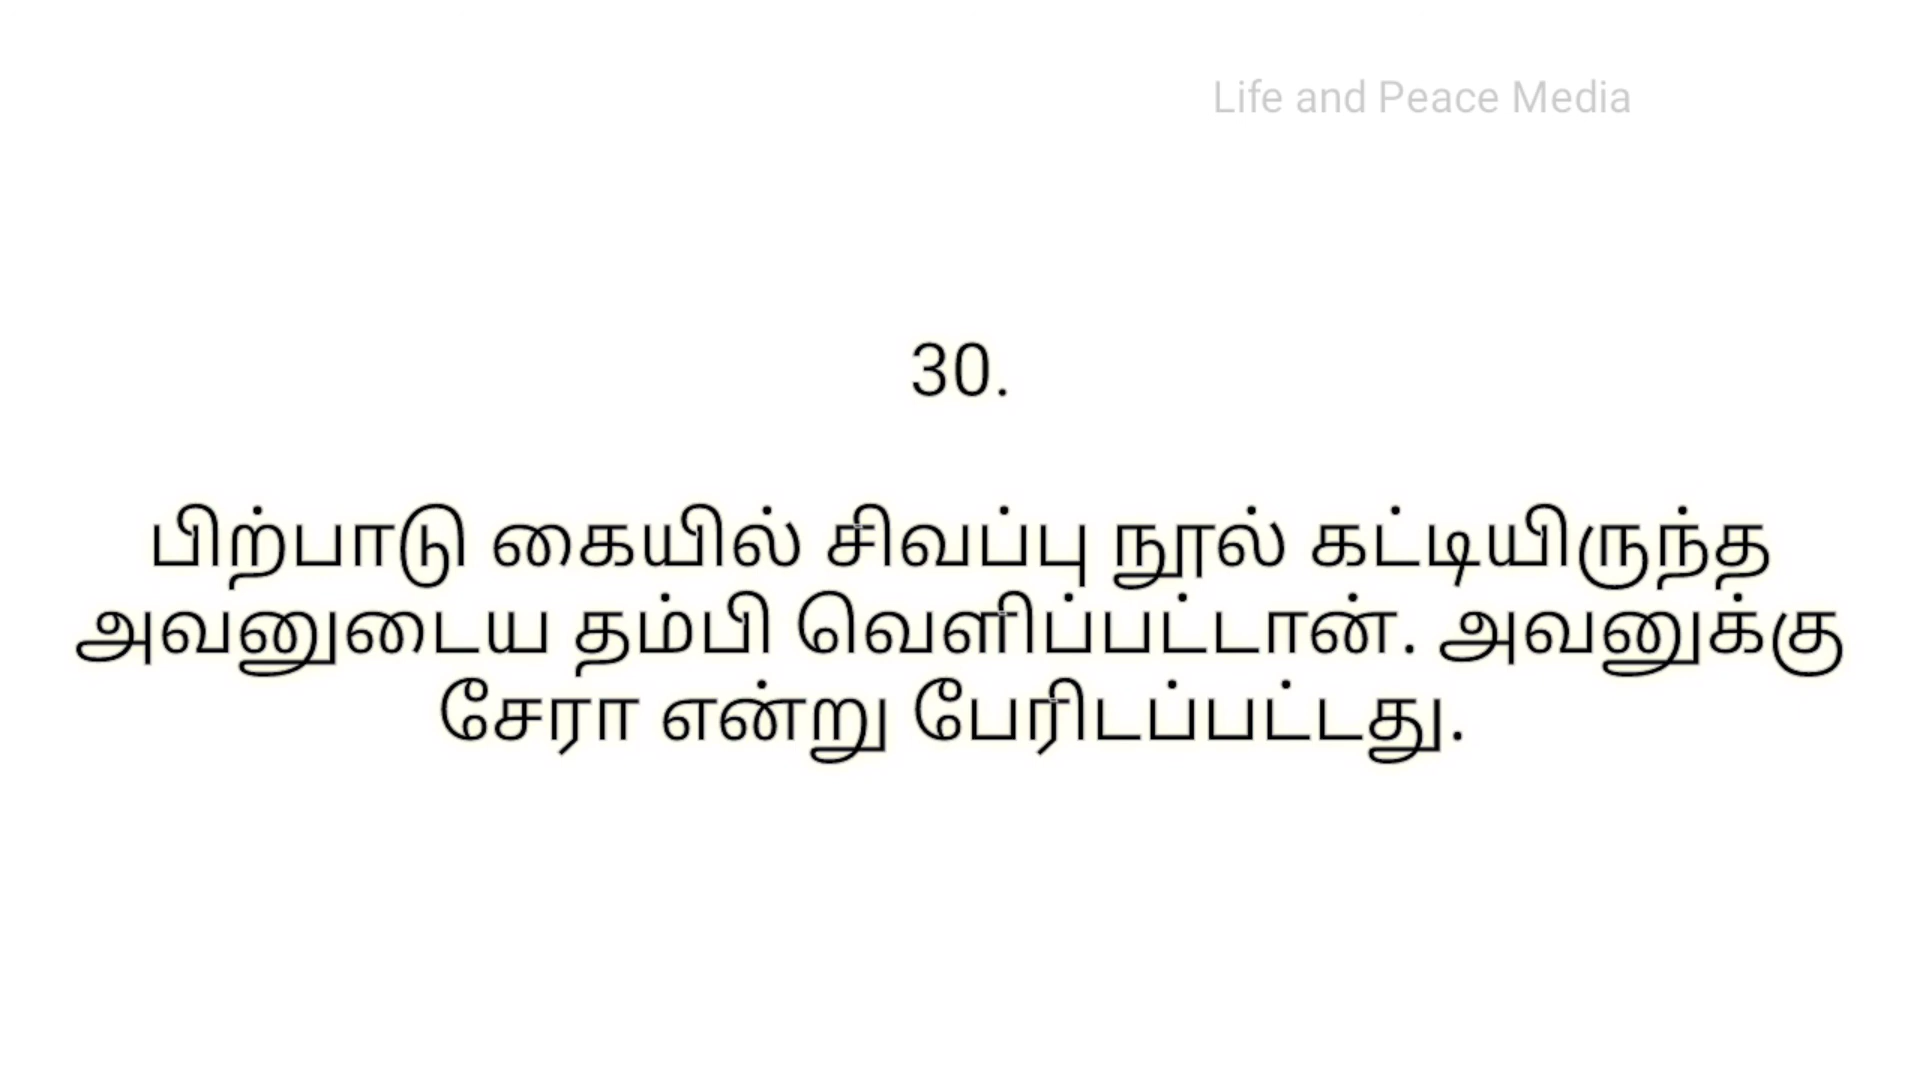 Life and Peace Media
30.
பிற்பாடு கையில் சிவப்பு நூல் கட்டியிருந்த
அவனுடைய தம்பி வெளிப்பட்டான். அவனுக்கு
சேரா என்று பேரிடப்பட்டது.